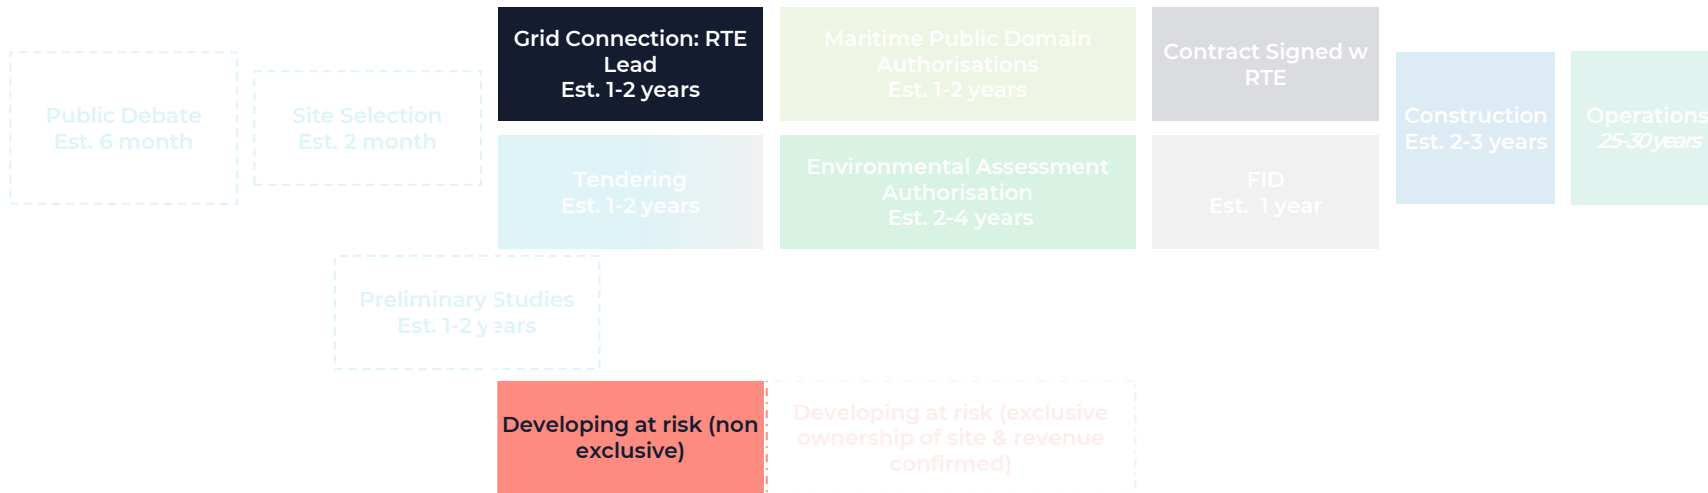 Public Debate
Est. 6 month
Site Selection
Est. 2 month
Grid Connection: RTE
Lead
Est. 1-2 years
Maritime Public Domain
Authorisations
Est. 1-2 years
Contract Signed w
RTE
Construction
Est. 2-3 years
Operations
25-30 years
Tendering
Est. 1-2 years
Environmental Assessment
Authorisation
Est. 2-4 years
FID
Est. 1 year
Preliminary Studies
Est. 1-2 years
Developing at risk (non
exclusive)
Developing at risk (exclusive
ownership of site & revenue
confirmed)